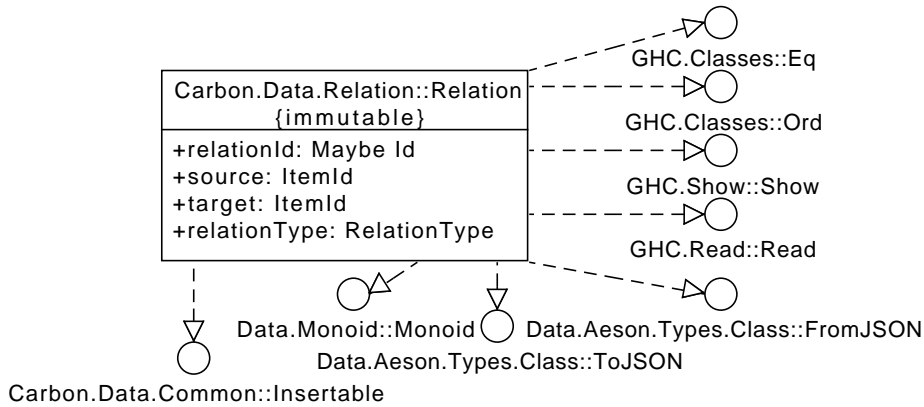 GHC.Classes::Eq
Carbon.Data.Relation::Relation
{immutable}
GHC.Classes::Ord
+relationId: Maybe Id
+source: ItemId
GHC.Show::Show
+target: ItemId
+relationType: RelationType
GHC.Read::Read
Data.Monoid::Monoid
Data.Aeson.Types.Class::FromJSON
Data.Aeson.Types.Class::ToJSON
Carbon.Data.Common::Insertable